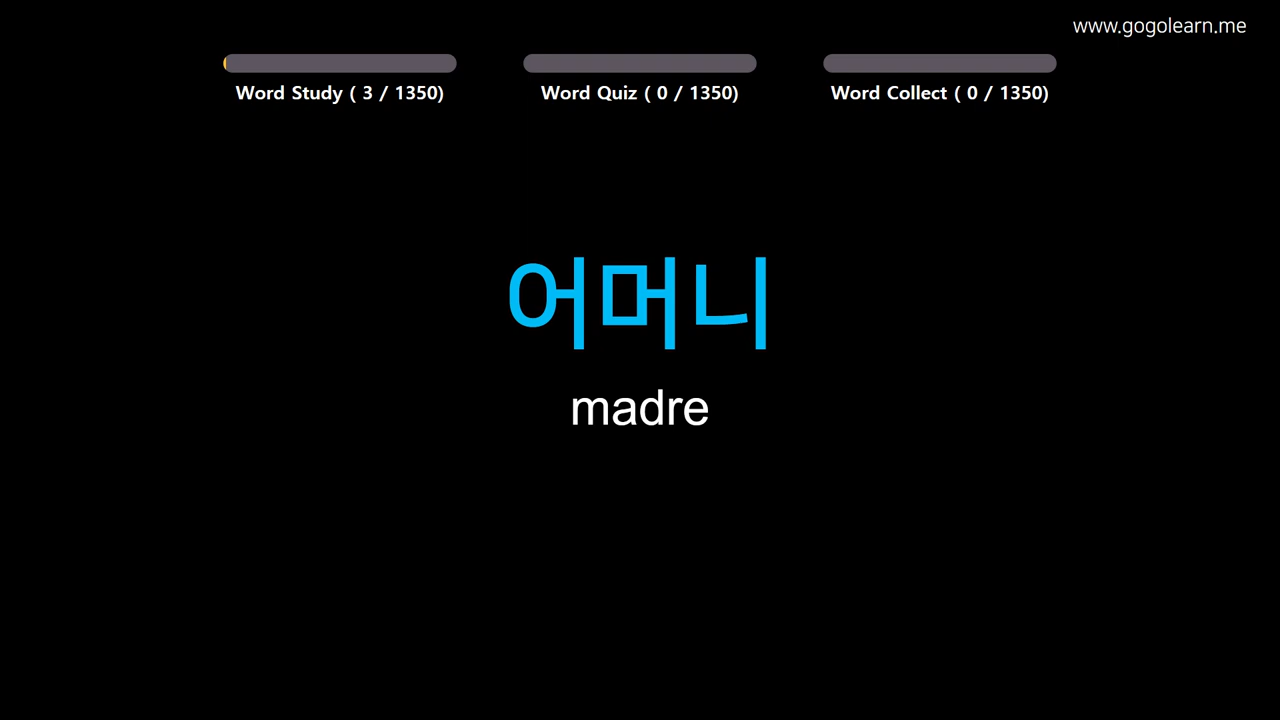 www.gogolearn.me
Word Study ( 3 / 1350)
Word Quiz ( 0 / 1350)
Word Collect ( 0 / 1350)
어머니
madre